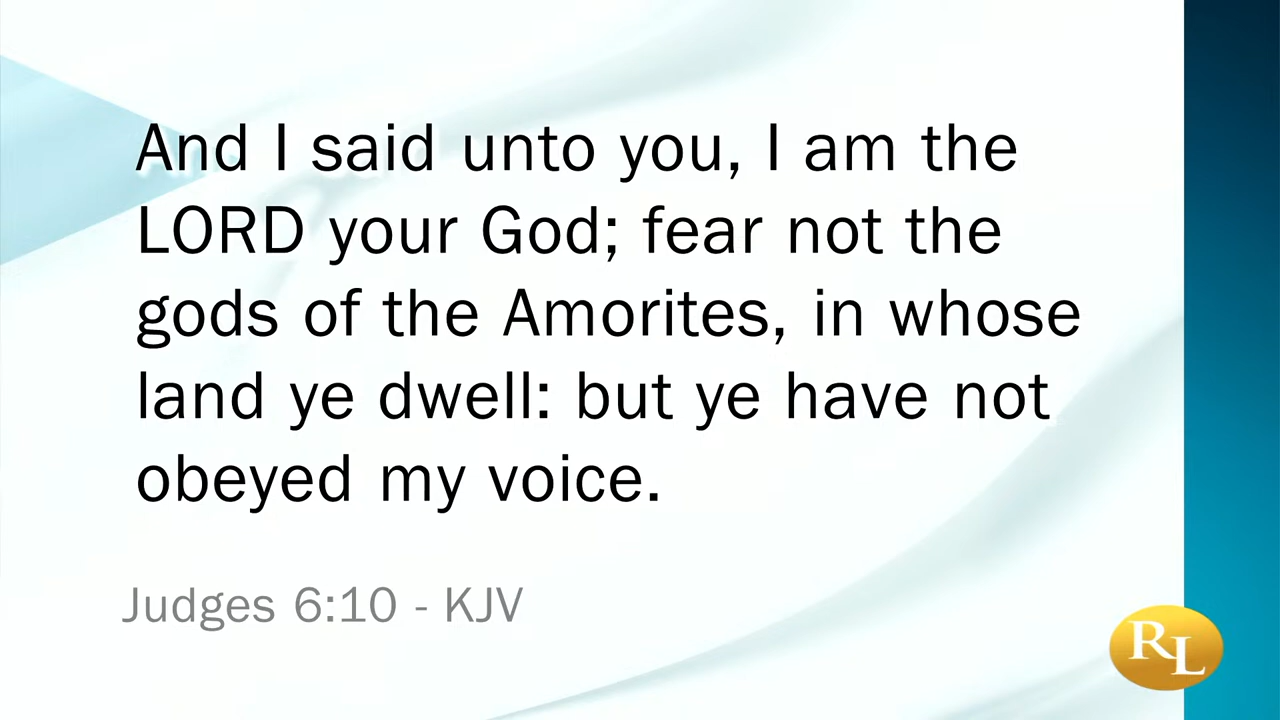 And I said unto you, I am the
LORD your God; fear not the
gods of the Amorites, in whose
land ye dwell: but ye have not
obeyed my voice.
Judges 6:10 - KJV
RL